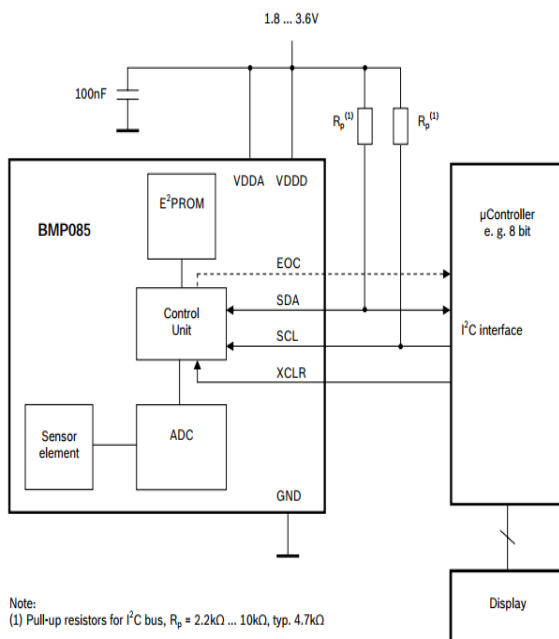 1.8 ... 3.6V
100nF
Rp(1)
Rp(1)
VDDA VDDD
E²PROM
BMP085
µController
e. g. 8 bit
EOC
SDA
Control
Unit
I²C interface
SCL
XCLR
Sensor
element
ADC
GND
Note:
(1) Pull-up resistors for I²C bus, Rp = 2.2kΩ ... 10kΩ, typ. 4.7kΩ
Display